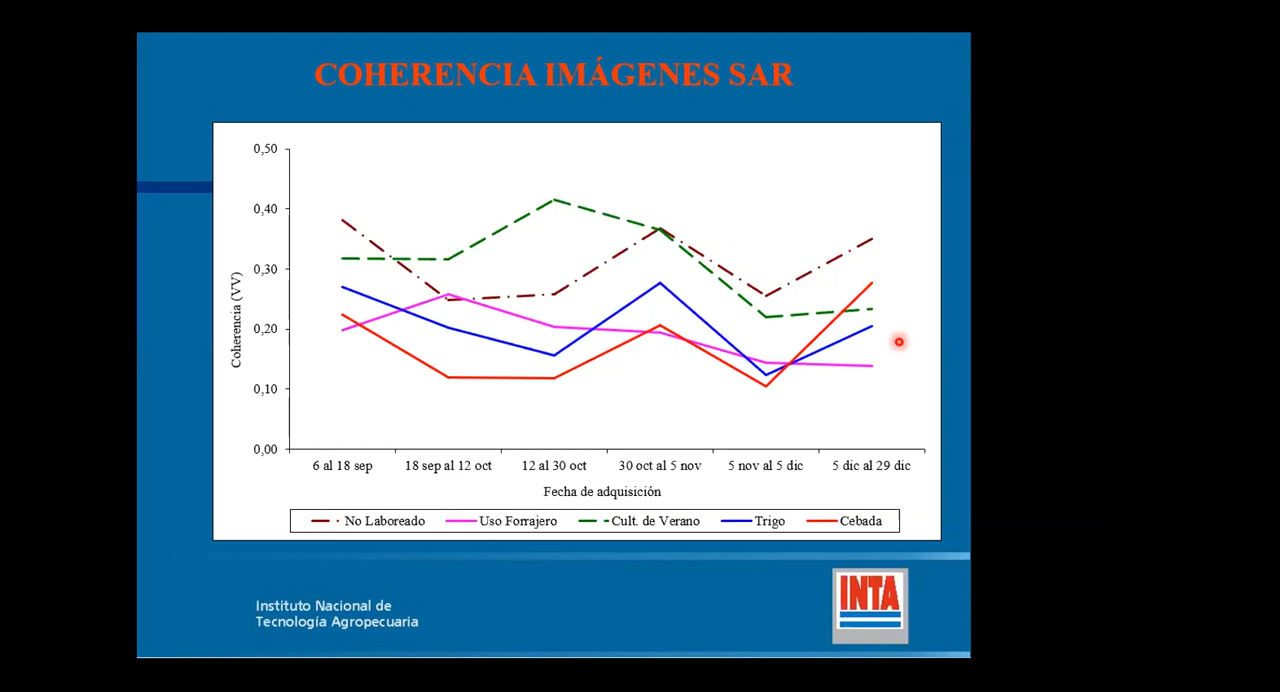 COHERENCIA IMÁGENES SAR
0,50
0,40
0,30
0,20
0,10
0,00
Coherencia (VV)
6 al 18 sep
18 sep al 12 oct
12 al 30 oct
30 oct al 5 nov
5 nov al 5 dic
5 dic al 29 dic
Fecha de adquisición
No Laboreado
Uso Forrajero
Cult. de Verano
Trigo
Cebada
Instituto Nacional de
Tecnología Agropecuaria
INTA